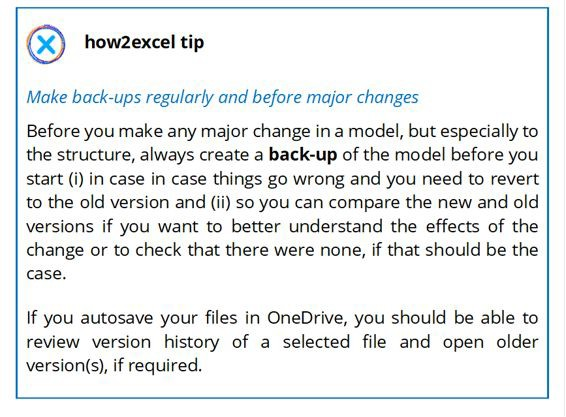 how2excel tip
Make back-ups regularly and before major changes
Before you make any major change in a model, but especially to
the structure, always create a back-up of the model before you
start (i) in case in case things go wrong and you need to revert
to the old version and (ii) so you can compare the new and old
versions if you want to better understand the effects of the
change or to check that there were none, if that should be the
case.
If you autosave your files in OneDrive, you should be able to
review version history of a selected file and open older
version(s), if required.